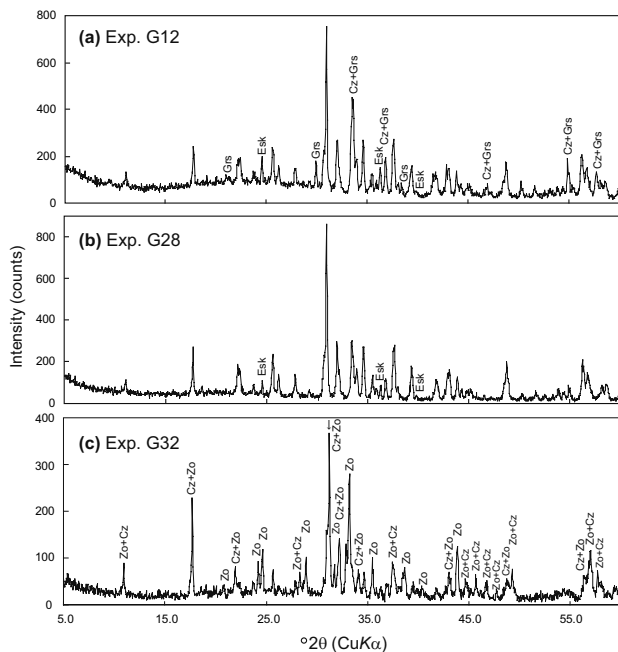 800
(a) Exp. G12
600
400
200
0
Grs
Esk
Grs
Cz+Grs
Esk
Cz+Grs
Grs
Esk
Cz+Grs
Cz+Grs
Cz+Grs
(b) Exp. G28
800
600
400
200
0
Esk
Esk
Esk
Intensity (counts)
400
(c) Exp. G32
300
200
100
0
Zo+Cz
Cz+Zo
Zo
Cz+Zo
Zo
Zo
Zo+Cz
Zo
↓
Cz+Zo
Zo
Cz+Zo
Zo
Cz+Zo
Zo
Zo+Cz
Zo
Zo
Cz+Zo
Zo
Zo+Cz
Zo+Cz
Zo+Cz
Zo+Cz
Cz+Zo
Zo+Cz
Cz+Zo
Zo+Cz
Zo+Cz
5.0 15.0 25.0 35.0 45.0 55.0
°2θ (CuKα)